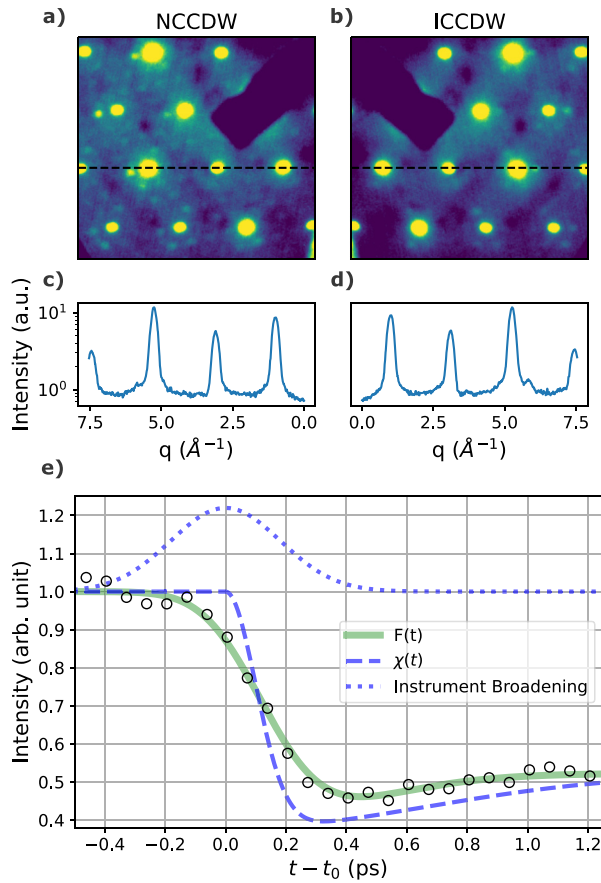 a) NCCDW b) ICCDW
c) d)
Intensity (a.u.)
10¹
10⁰
7.5 5.0 2.5 0.0
q (Å⁻¹)
0.0 2.5 5.0 7.5
q (Å⁻¹)
e)
Intensity (arb. unit)
1.2
1.1
1.0
0.9
0.8
0.7
0.6
0.5
0.4
F(t)
χ(t)
Instrument Broadening
−0.4 −0.2 0.0 0.2 0.4 0.6 0.8 1.0 1.2
t − t₀ (ps)